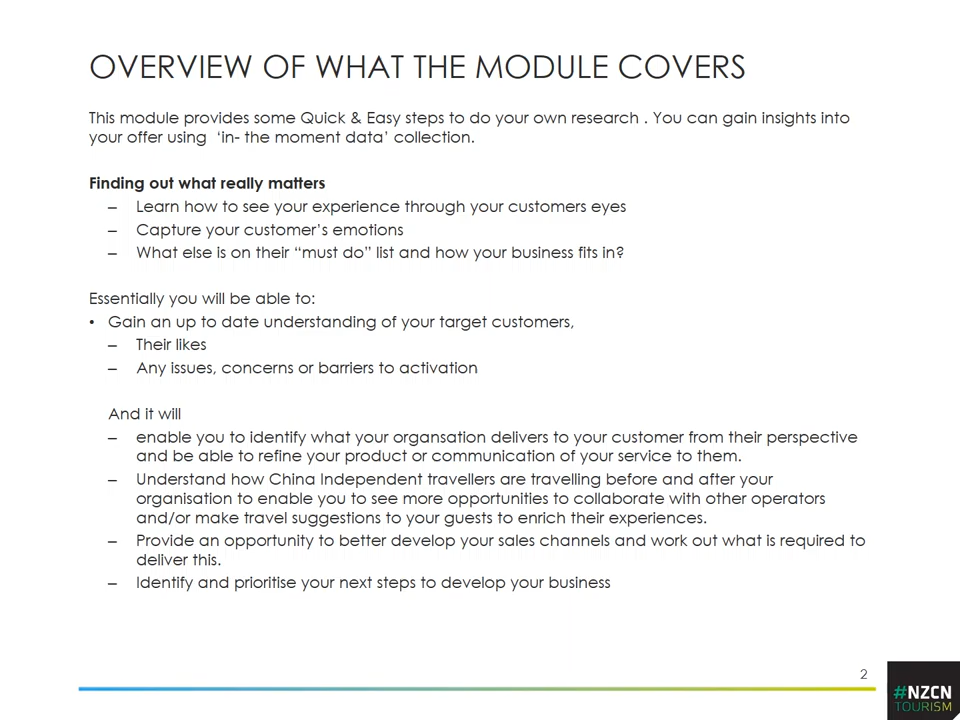 OVERVIEW OF WHAT THE MODULE COVERS
This module provides some Quick & Easy steps to do your own research . You can gain insights into
your offer using ‘in- the moment data’ collection.
Finding out what really matters
– Learn how to see your experience through your customers eyes
– Capture your customer’s emotions
– What else is on their “must do” list and how your business fits in?
Essentially you will be able to:
• Gain an up to date understanding of your target customers,
– Their likes
– Any issues, concerns or barriers to activation
And it will
– enable you to identify what your organsation delivers to your customer from their perspective
and be able to refine your product or communication of your service to them.
– Understand how China Independent travellers are travelling before and after your
organisation to enable you to see more opportunities to collaborate with other operators
and/or make travel suggestions to your guests to enrich their experiences.
– Provide an opportunity to better develop your sales channels and work out what is required to
deliver this.
– Identify and prioritise your next steps to develop your business
2
#NZCN
TOURISM